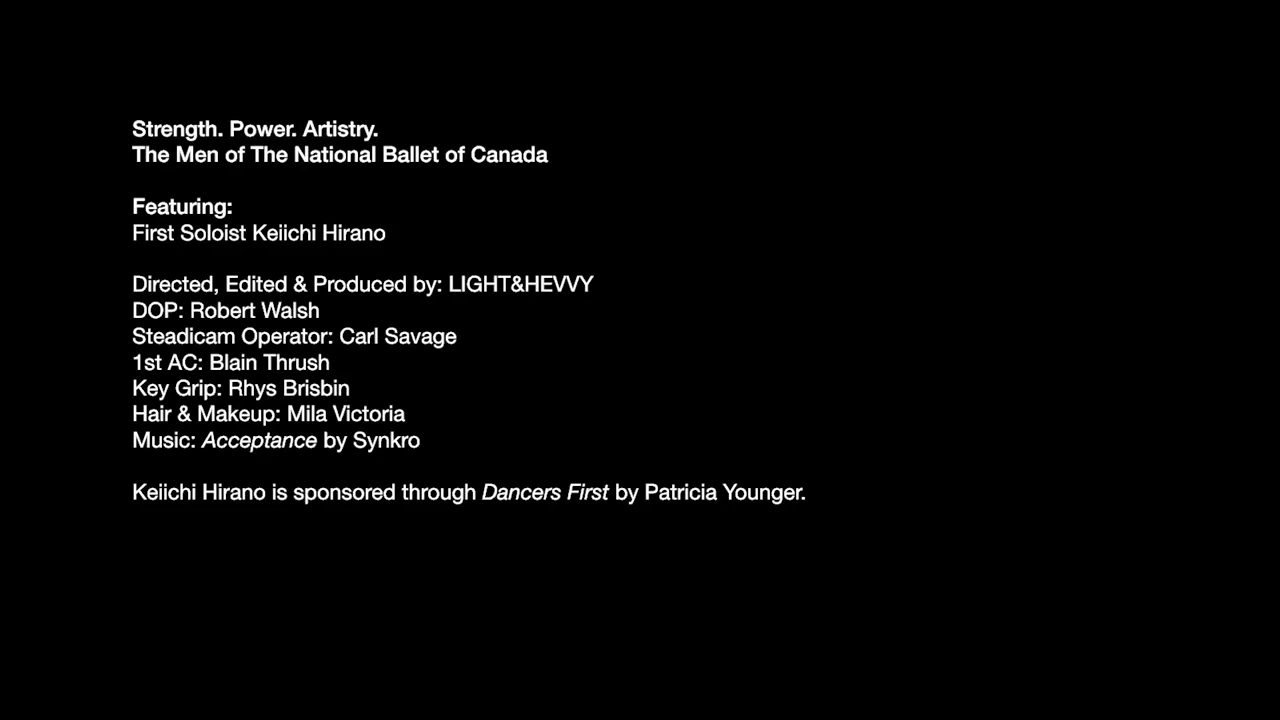 Strength. Power. Artistry.
The Men of The National Ballet of Canada
Featuring:
First Soloist Keiichi Hirano
Directed, Edited & Produced by: LIGHT&HEVVY
DOP: Robert Walsh
Steadicam Operator: Carl Savage
1st AC: Blain Thrush
Key Grip: Rhys Brisbin
Hair & Makeup: Mila Victoria
Music: Acceptance by Synkro
Keiichi Hirano is sponsored through Dancers First by Patricia Younger.